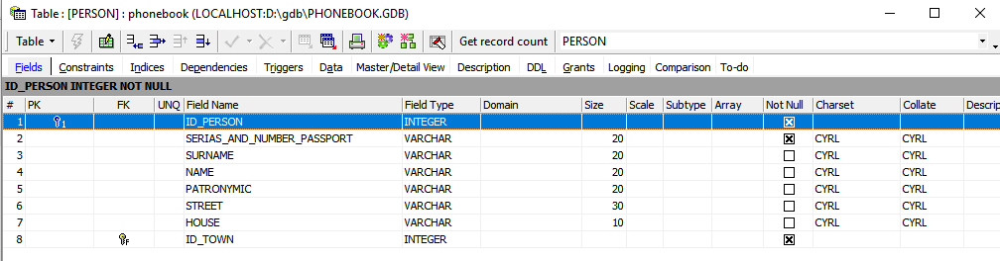 Table : [PERSON] : phonebook (LOCALHOST:D:\gdb\PHONEBOOK.GDB)
Table Get record count PERSON
Fields Constraints Indices Dependencies Triggers Data Master/Detail View Description DDL Grants Logging Comparison To-do
ID_PERSON INTEGER NOT NULL
# PK FK UNQ Field Name Field Type Domain Size Scale Subtype Array Not Null Charset Collate Descrip
1 1 ID_PERSON INTEGER
2 SERIAS_AND_NUMBER_PASSPORT VARCHAR 20 CYRL CYRL
3 SURNAME VARCHAR 20 CYRL CYRL
4 NAME VARCHAR 20 CYRL CYRL
5 PATRONYMIC VARCHAR 20 CYRL CYRL
6 STREET VARCHAR 30 CYRL CYRL
7 HOUSE VARCHAR 10 CYRL CYRL
8 F ID_TOWN INTEGER